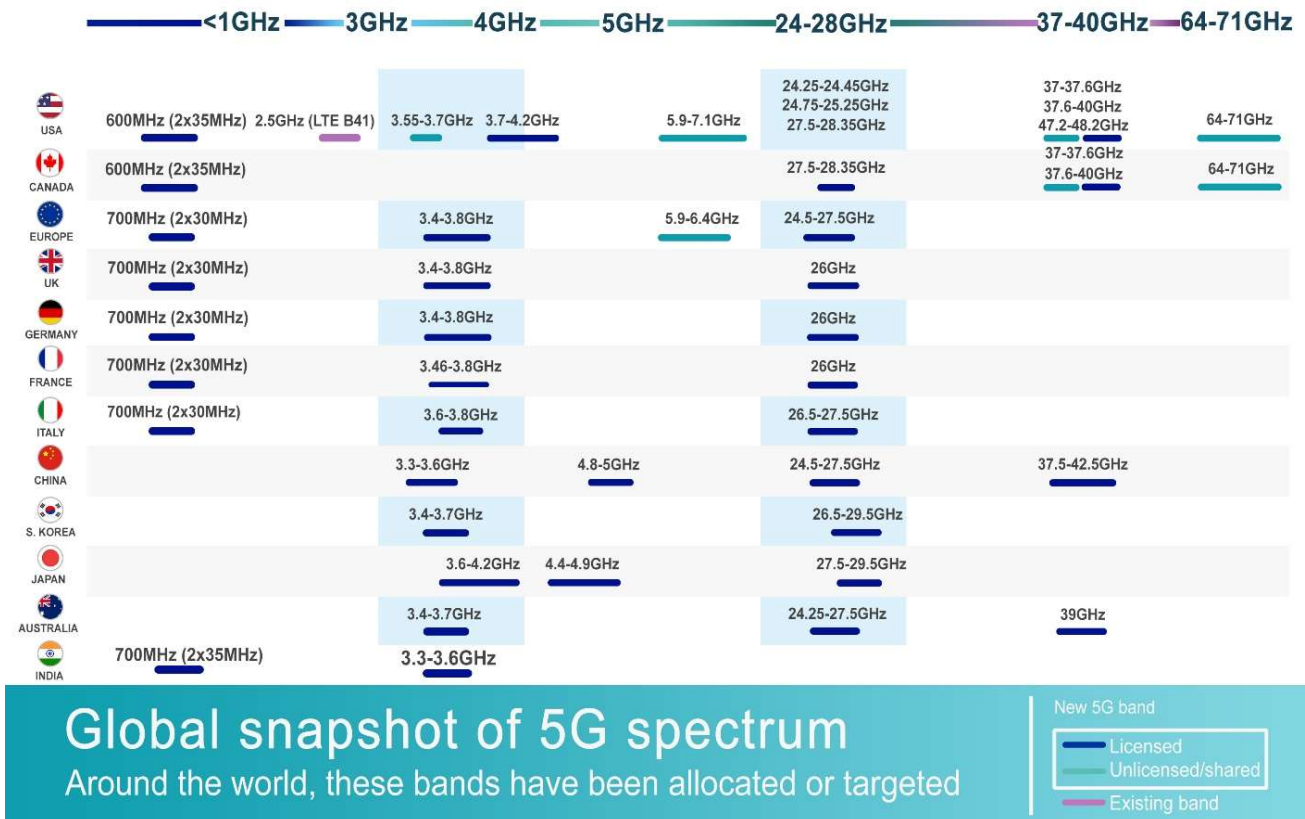 <1GHz 3GHz 4GHz 5GHz 24-28GHz 37-40GHz 64-71GHz
24.25-24.45GHz 37-37.6GHz
24.75-25.25GHz 37.6-40GHz
600MHz (2x35MHz) 2.5GHz (LTE B41) 3.55-3.7GHz 3.7-4.2GHz 5.9-7.1GHz 27.5-28.35GHz 47.2-48.2GHz 64-71GHz
USA
37-37.6GHz
600MHz (2x35MHz) 27.5-28.35GHz 37.6-40GHz 64-71GHz
CANADA
700MHz (2x30MHz) 3.4-3.8GHz 5.9-6.4GHz 24.5-27.5GHz
EUROPE
700MHz (2x30MHz) 3.4-3.8GHz 26GHz
UK
700MHz (2x30MHz) 3.4-3.8GHz 26GHz
GERMANY
700MHz (2x30MHz) 3.46-3.8GHz 26GHz
FRANCE
700MHz (2x30MHz) 3.6-3.8GHz 26.5-27.5GHz
ITALY
3.3-3.6GHz 4.8-5GHz 24.5-27.5GHz 37.5-42.5GHz
CHINA
3.4-3.7GHz 26.5-29.5GHz
S. KOREA
3.6-4.2GHz 4.4-4.9GHz 27.5-29.5GHz
JAPAN
3.4-3.7GHz 24.25-27.5GHz 39GHz
AUSTRALIA
700MHz (2x35MHz) 3.3-3.6GHz
INDIA
Global snapshot of 5G spectrum
Around the world, these bands have been allocated or targeted
New 5G band
Licensed
Unlicensed/shared
Existing band